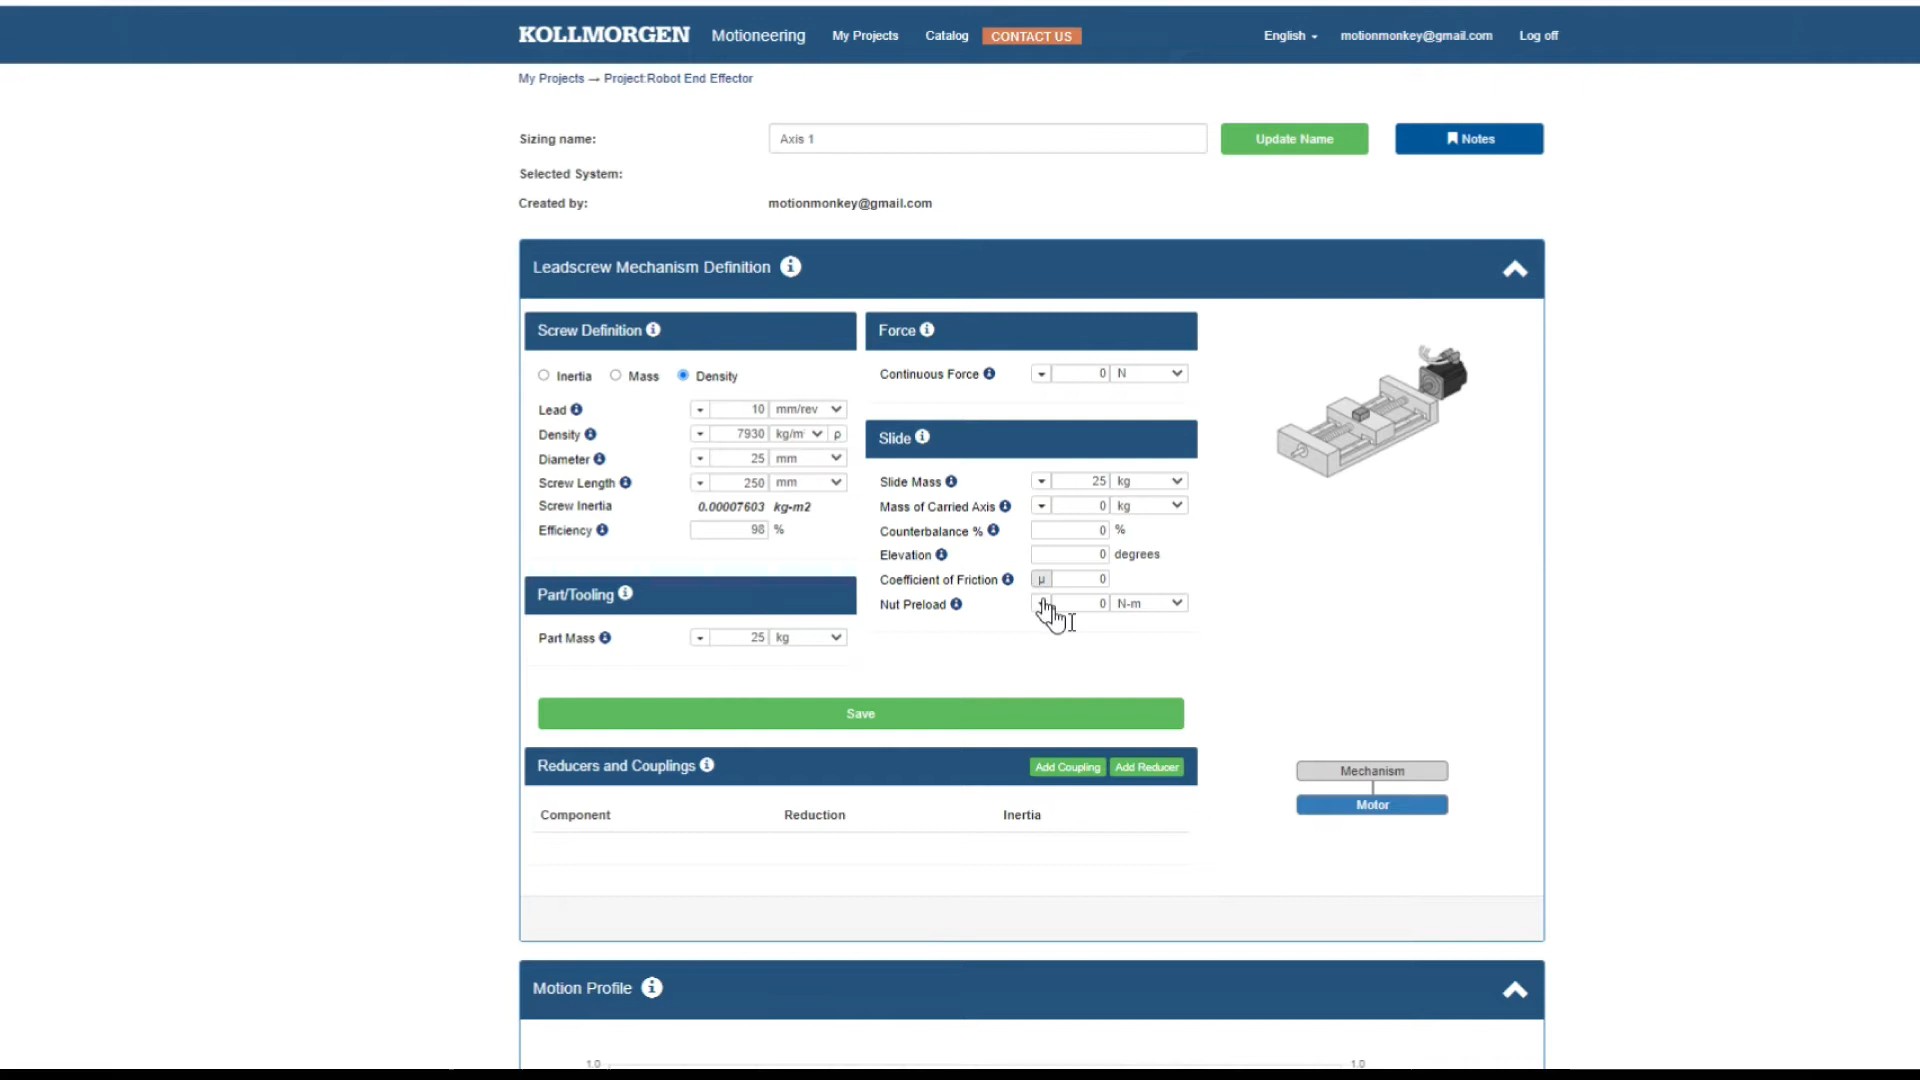 KOLLMORGEN Motioneering My Projects Catalog CONTACT US English motionmonkey@gmail.com Log off
My Projects → Project:Robot End Effector
Sizing name: Axis 1 Update Name Notes
Selected System:
Created by: motionmonkey@gmail.com
Leadscrew Mechanism Definition
Screw Definition
Inertia Mass Density
Lead 10 mm/rev
Density 7930 kg/m ρ
Diameter 25 mm
Screw Length 250 mm
Screw Inertia 0.00007603 kg-m2
Efficiency 98 %
Part/Tooling
Part Mass 25 kg
Force
Continuous Force 0 N
Slide
Slide Mass 25 kg
Mass of Carried Axis 0 kg
Counterbalance % 0 %
Elevation 0 degrees
Coefficient of Friction μ 0
Nut Preload 0 N-m
Save
Reducers and Couplings Add Coupling Add Reducer
Component Reduction Inertia
Mechanism
Motor
Motion Profile
1.0 1.0